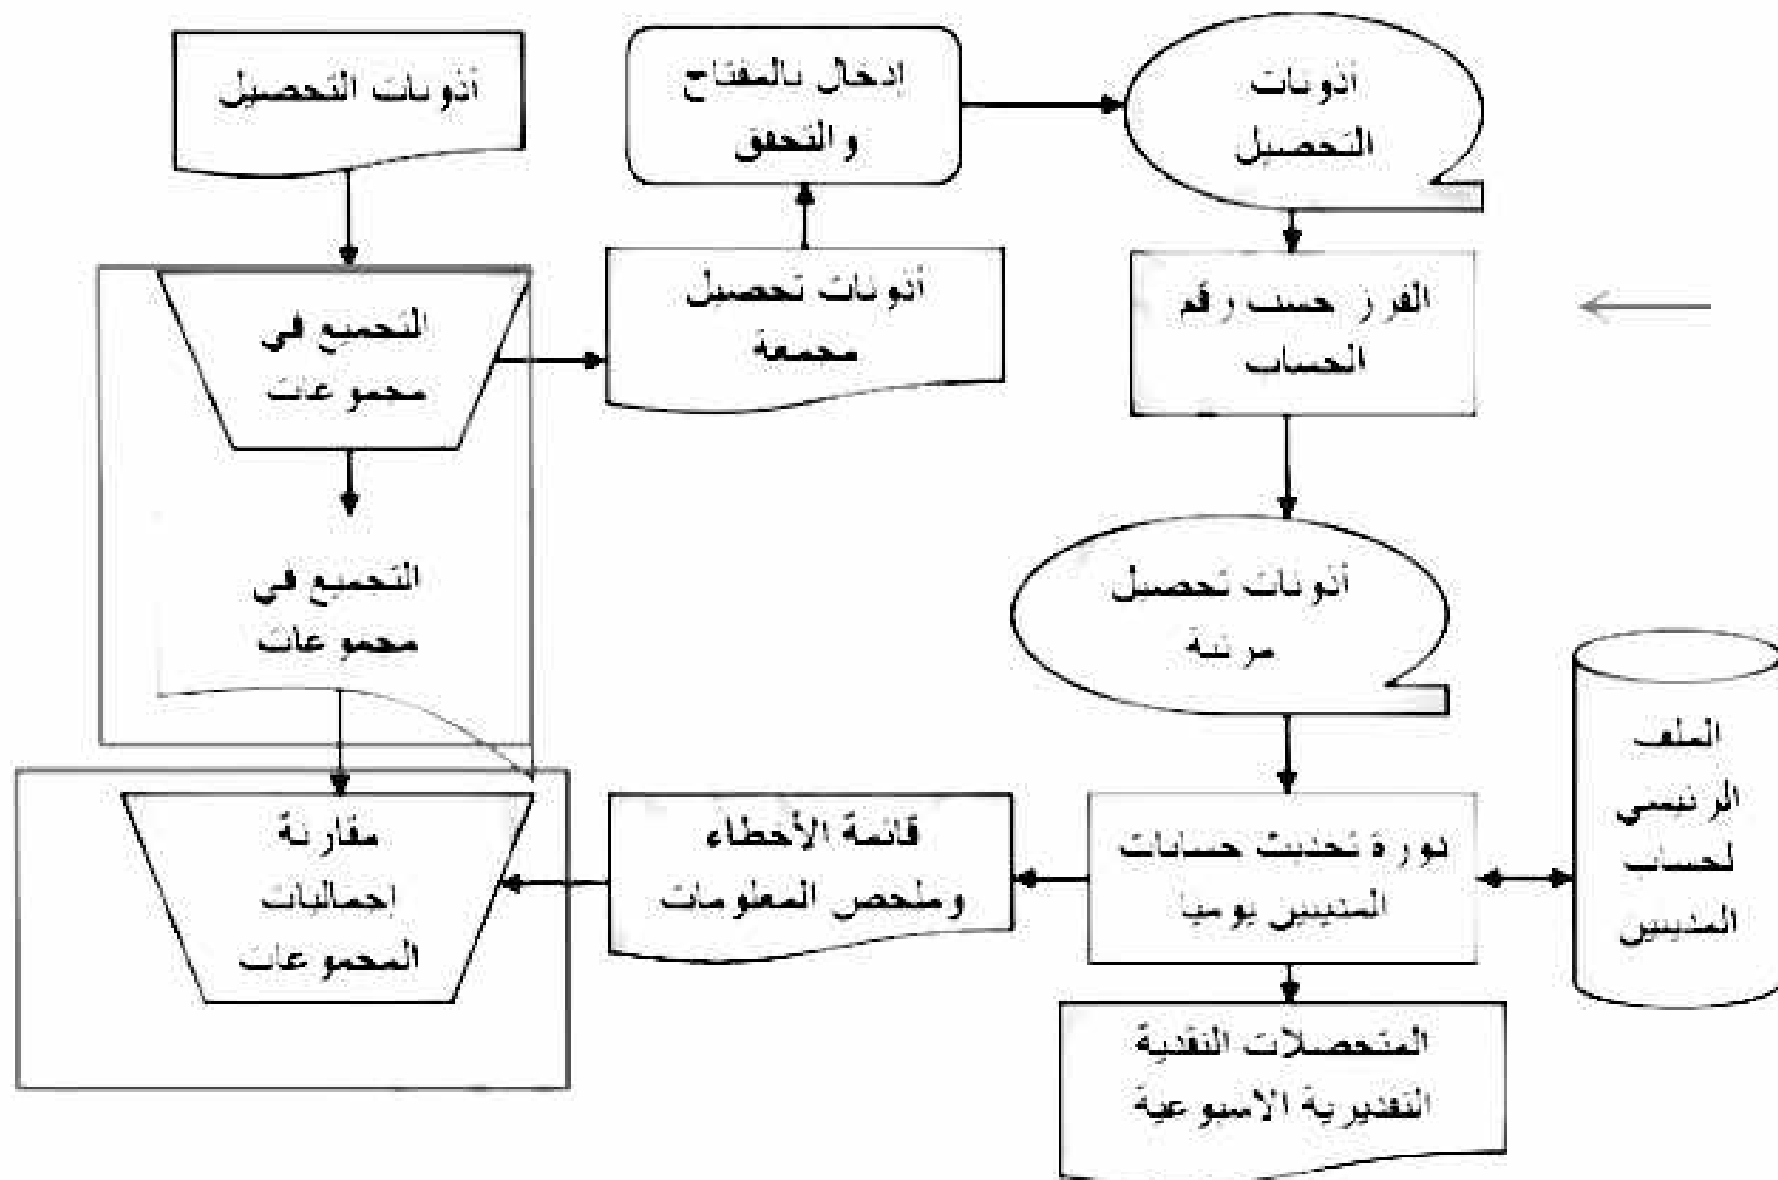 أذونات التحصيل
إدخال بالمفتاح
والتحقق
أذونات
التحصيل
التجميع في
مجموعات
أذونات تحصيل
مجمعة
الفرز حسب رقم
الحساب
التجميع في
مجموعات
أذونات تحصيل
مرتبة
الملف
الرئيسي
لحساب
المدينين
مقارنة
اجماليات
المجموعات
قائمة الأخطاء
وملخص المعلومات
دورة تحديث حسابات
المدينين يوميا
المتحصلات النقدية
التقديرية الاسبوعية